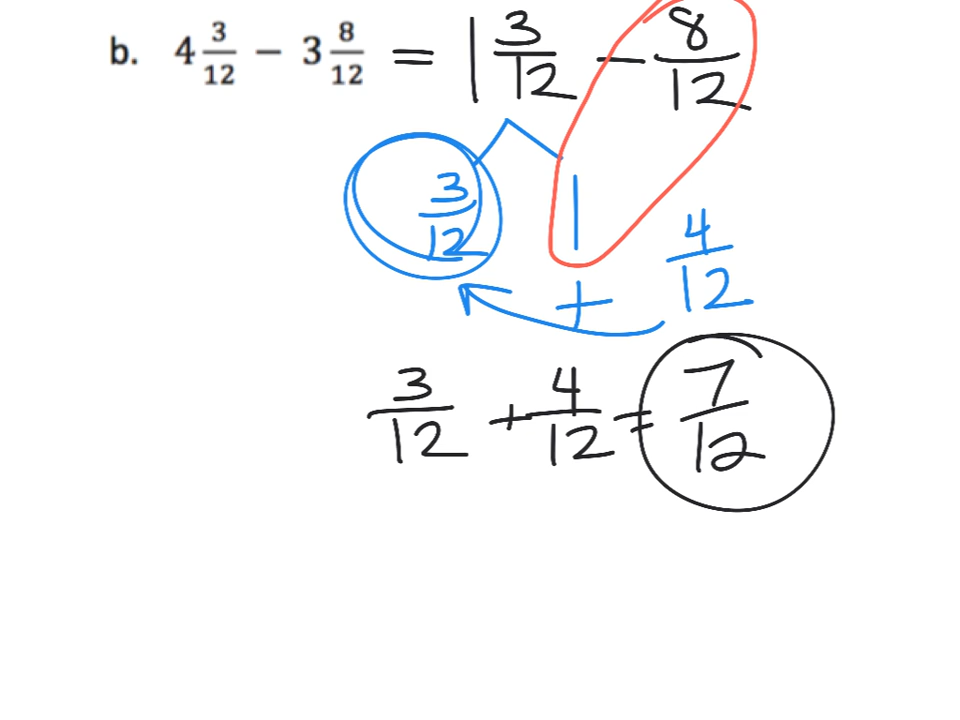 b. 4 3/12 − 3 8/12 = 1 3/12 − 8/12
3/12 1 4/12
+
3/12 + 4/12 = 7/12